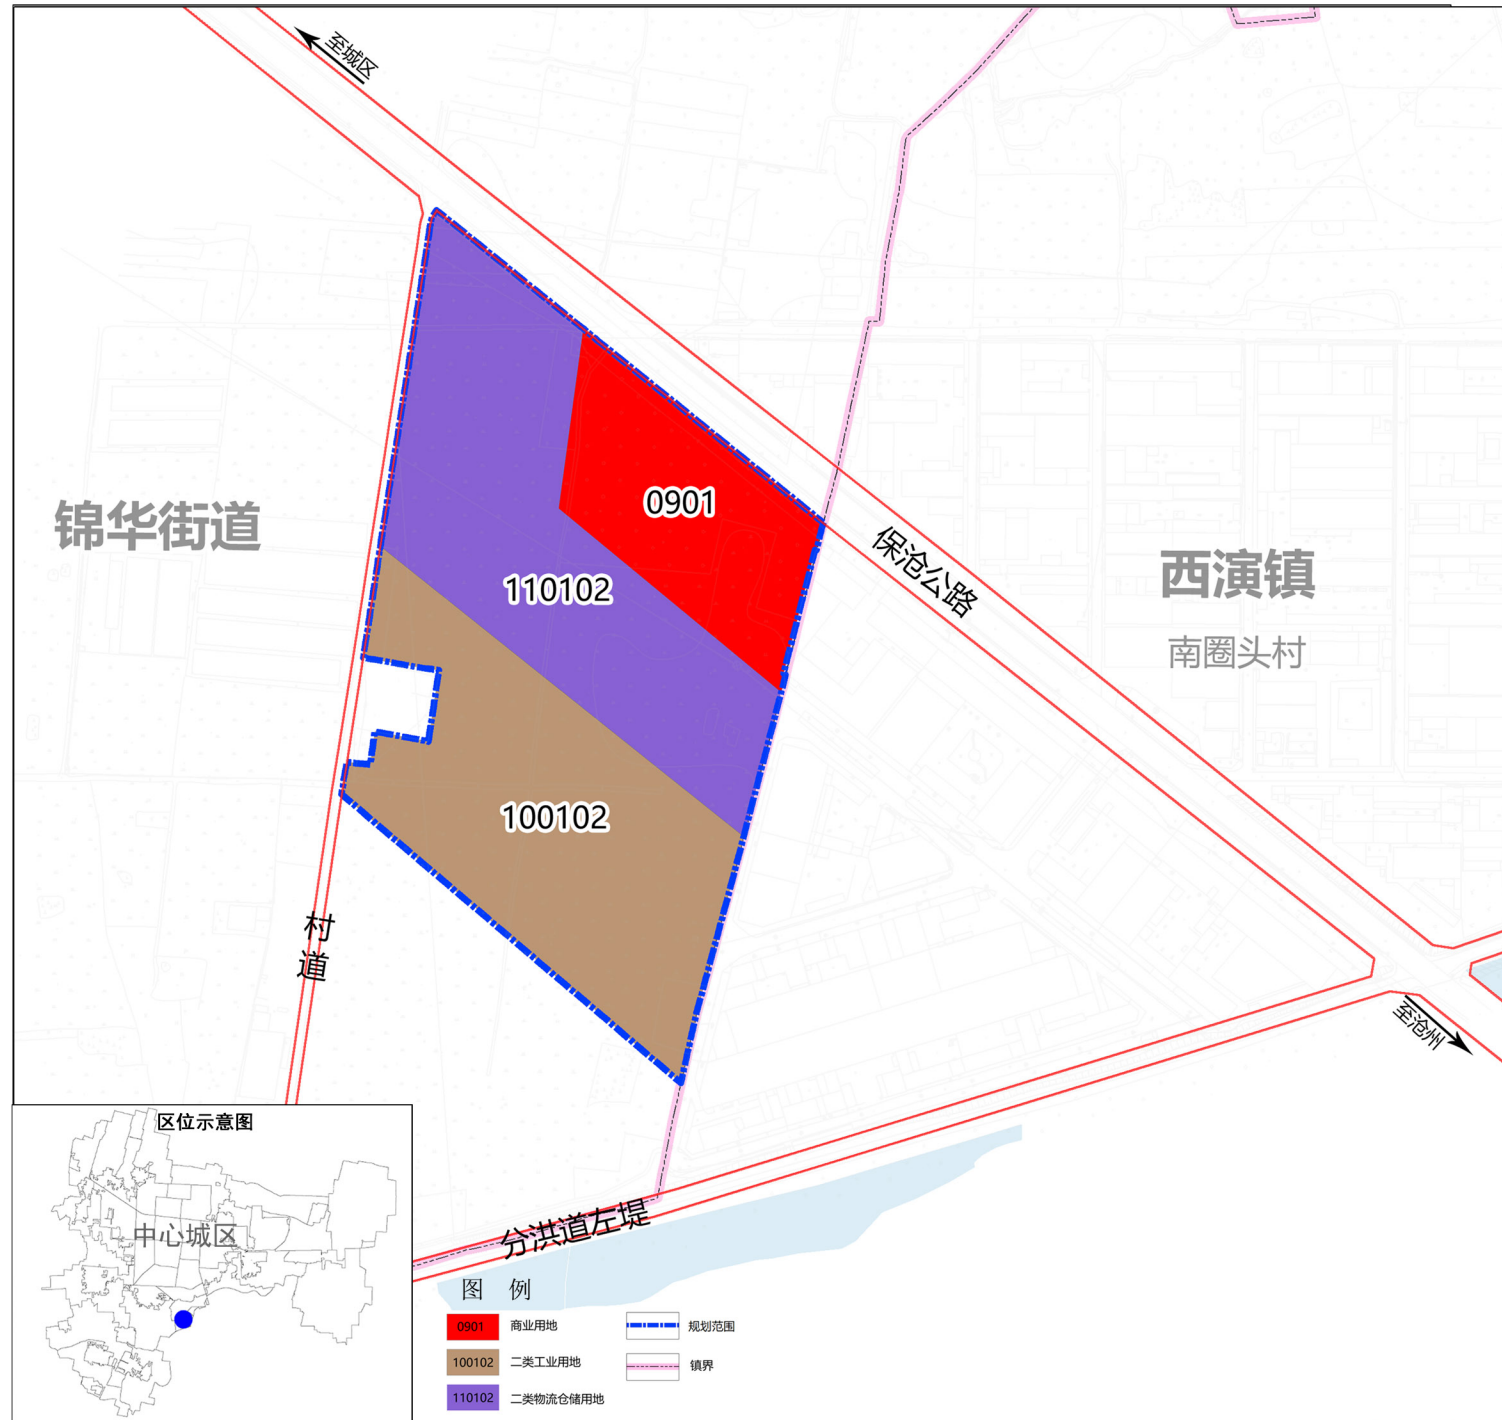 至城区
0901
锦华街道
保沧公路
西演镇
110102
南圈头村
100102
村道
至沧州
区位示意图
中心城区
分洪道左堤
图 例
0901 商业用地
规划范围
100102 二类工业用地
镇界
110102 二类物流仓储用地